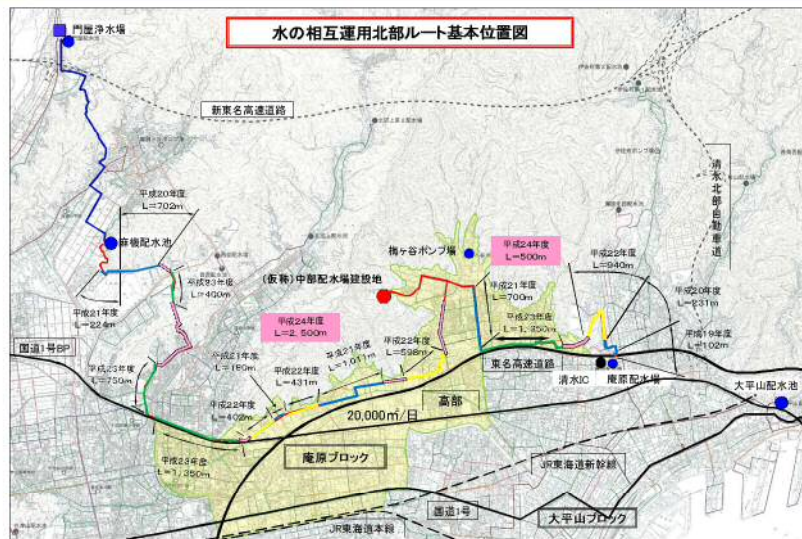 水の相互運用北部ルート基本位置図
門屋浄水場
新東名高速道路
清水北部自動車道
平成20年度
L=702m
麻機配水池
梅ヶ谷ポンプ場
平成24年度
L=500m
平成22年度
L=940m
(仮称)中部配水場建設地
平成23年度
L=400m
平成21年度
L=700m
平成20年度
L=231m
平成21年度
L=224m
平成24年度
L=2,500m
平成23年度
L=1,350m
平成19年度
L=102m
国道1号BP
平成22年度
L=598m
平成21年度
L=1,011m
平成21年度
L=180m
東名高速道路
平成23年度
L=750m
平成22年度
L=431m
清水IC
庵原配水場
大平山配水池
平成22年度
L=402m
高部
20,000㎥/日
平成23年度
L=1,350m
庵原ブロック
JR東海道新幹線
国道1号
大平山ブロック
JR東海道本線